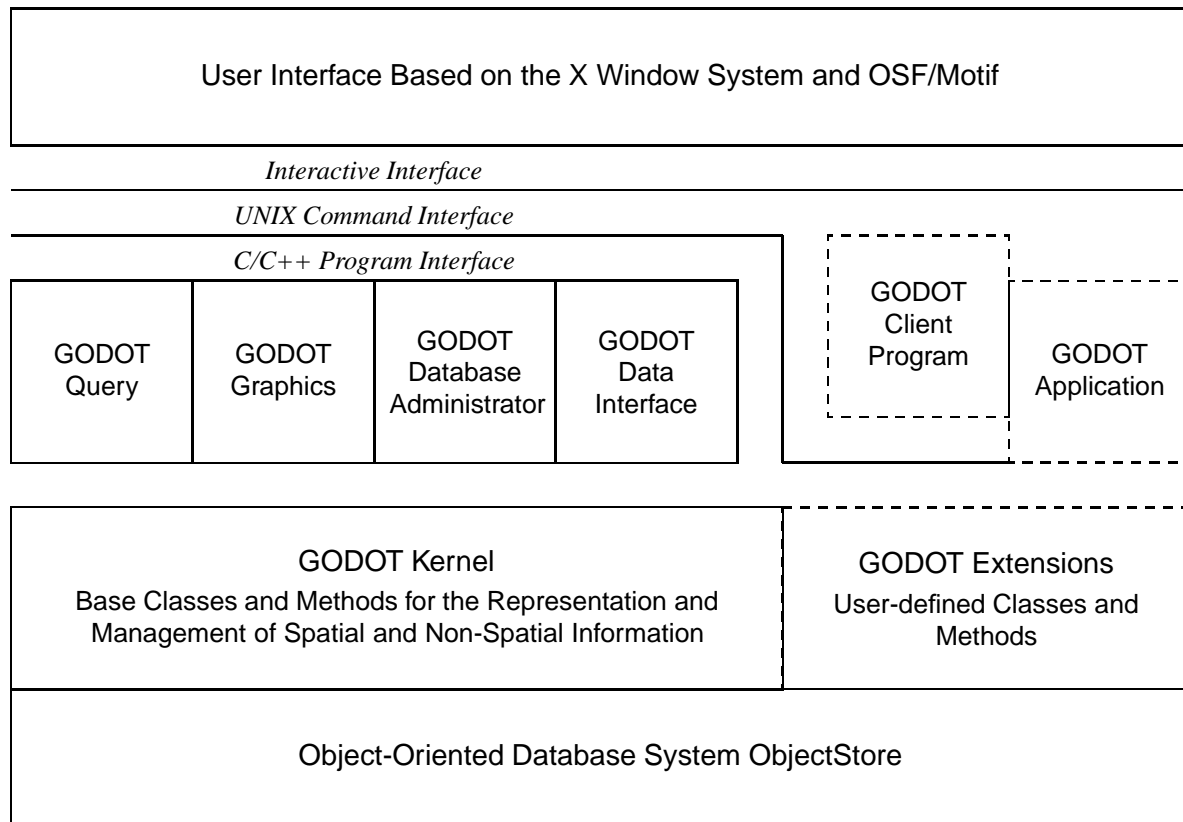 User Interface Based on the X Window System and OSF/Motif
Interactive Interface
UNIX Command Interface
C/C++ Program Interface
GODOT
Query
GODOT
Graphics
GODOT
Database
Administrator
GODOT
Data
Interface
GODOT
Client
Program
GODOT
Application
GODOT Kernel
Base Classes and Methods for the Representation and
Management of Spatial and Non-Spatial Information
GODOT Extensions
User-defined Classes and
Methods
Object-Oriented Database System ObjectStore